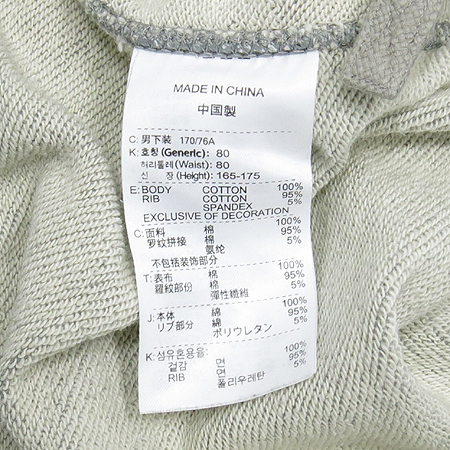 MADE IN CHINA
中国製
C: 男下装 170/76A
K: 호칭(Generic): 80
허리둘레(Waist): 80
신 장(Height): 165-175
E: BODY COTTON 100%
RIB COTTON 95%
SPANDEX 5%
EXCLUSIVE OF DECORATION
C: 面料 棉 100%
罗纹拼接 棉 95%
氨纶 5%
不包括装饰部分
T: 表布 棉 100%
羅紋部份 棉 95%
彈性纖維 5%
J: 本体 綿 100%
リブ部分 綿 95%
ポリウレタン 5%
K: 섬유혼용율:
겉감 면 100%
RIB 면 95%
폴리우레탄 5%